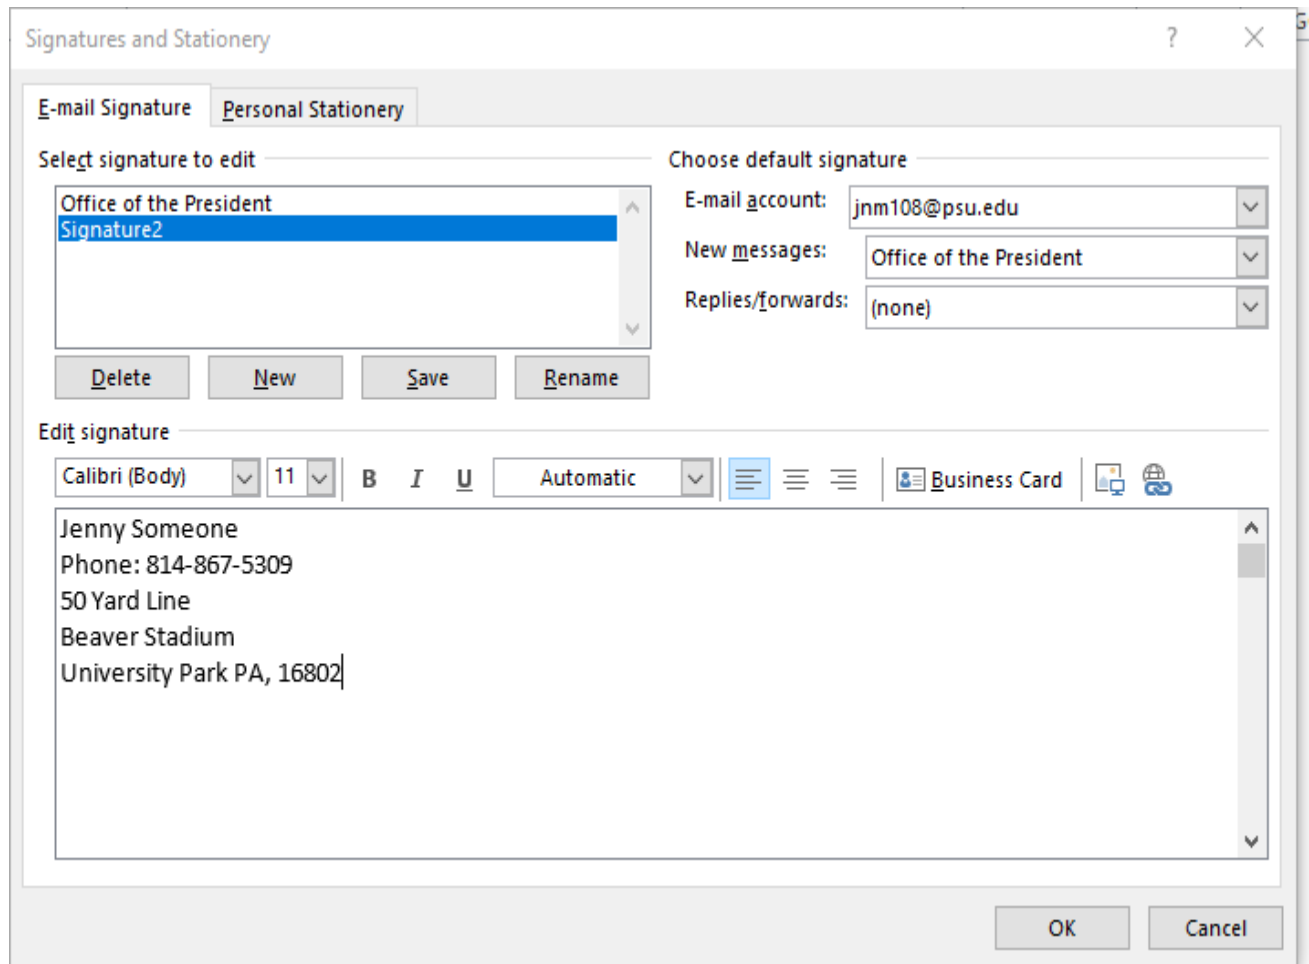 Signatures and Stationery
?
G
E-mail Signature
Personal Stationery
Select signature to edit
Office of the President
Signature2
Delete
New
Save
Rename
Choose default signature
E-mail account:
jnm108@psu.edu
New messages:
Office of the President
Replies/forwards:
(none)
Edit signature
Calibri (Body)
11
B
I
U
Automatic
Business Card
Jenny Someone
Phone: 814-867-5309
50 Yard Line
Beaver Stadium
University Park PA, 16802
OK
Cancel